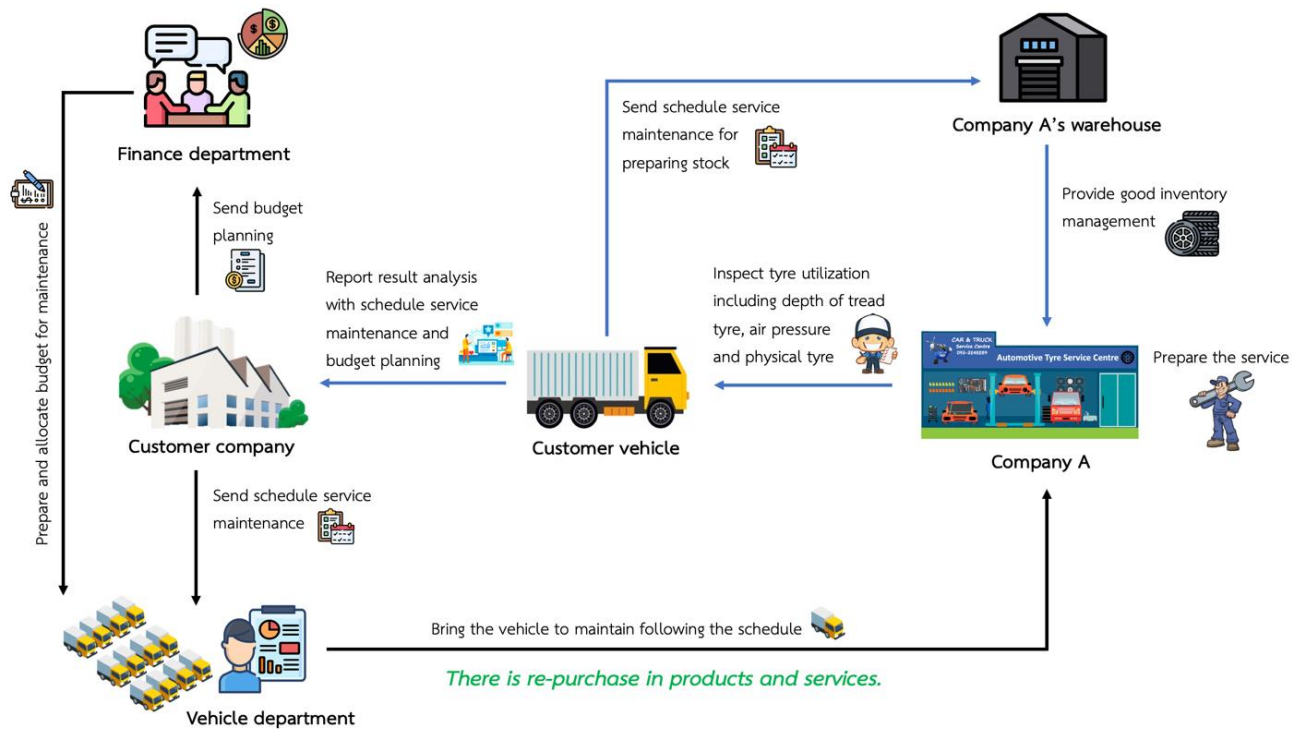 Finance department
Send schedule service
maintenance for
preparing stock
Company A's warehouse
Prepare and allocate budget for maintenance
Send budget
planning
Provide good inventory
management
Report result analysis
with schedule service
maintenance and
budget planning
Inspect tyre utilization
including depth of tread
tyre, air pressure
and physical tyre
CAR & TRUCK
Service Centre
Automotive Tyre Service Centre
Prepare the service
Customer company
Customer vehicle
Company A
Send schedule service
maintenance
Bring the vehicle to maintain following the schedule
There is re-purchase in products and services.
Vehicle department